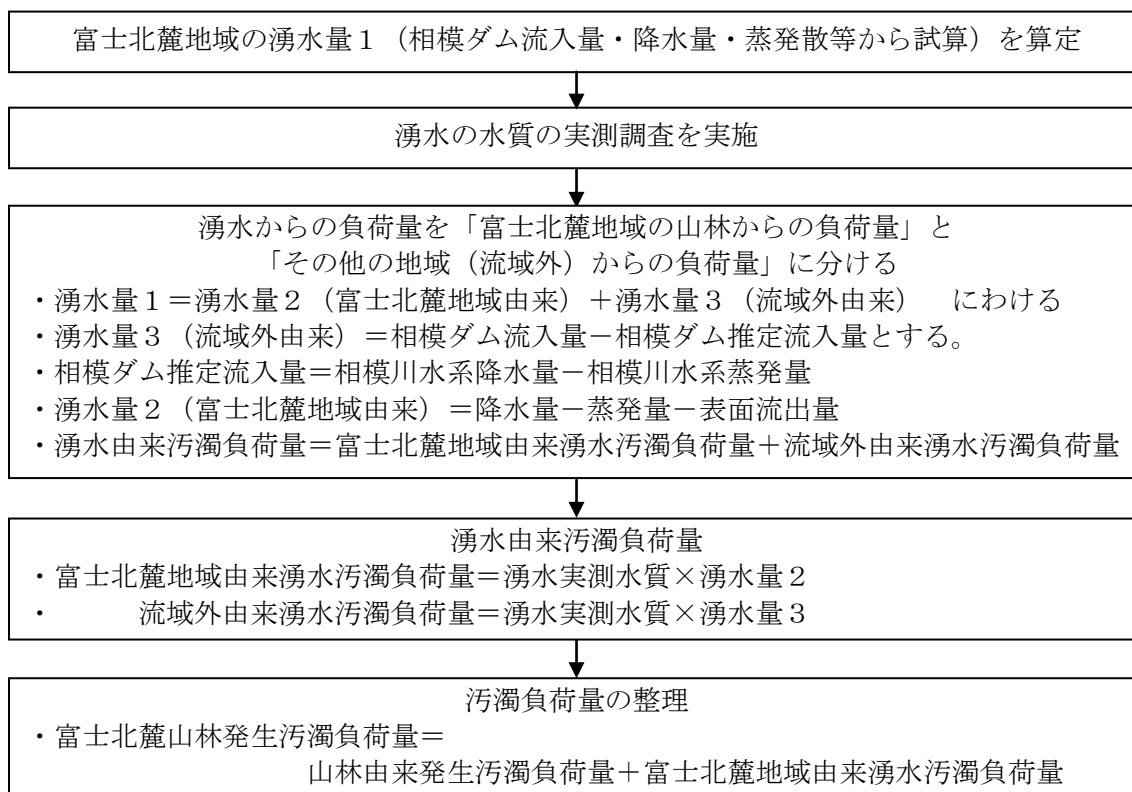 富士北麓地域の湧水量1（相模ダム流入量・降水量・蒸発散等から試算）を算定
湧水の水質の実測調査を実施
湧水からの負荷量を「富士北麓地域の山林からの負荷量」と
「その他の地域（流域外）からの負荷量」に分ける
・湧水量1＝湧水量2（富士北麓地域由来）＋湧水量3（流域外由来）　にわける
・湧水量3（流域外由来）＝相模ダム流入量－相模ダム推定流入量とする。
・相模ダム推定流入量＝相模川水系降水量－相模川水系蒸発量
・湧水量2（富士北麓地域由来）＝降水量－蒸発量－表面流出量
・湧水由来汚濁負荷量＝富士北麓地域由来湧水汚濁負荷量＋流域外由来湧水汚濁負荷量
湧水由来汚濁負荷量
・富士北麓地域由来湧水汚濁負荷量＝湧水実測水質×湧水量2
・　　　流域外由来湧水汚濁負荷量＝湧水実測水質×湧水量3
汚濁負荷量の整理
・富士北麓山林発生汚濁負荷量＝
山林由来発生汚濁負荷量＋富士北麓地域由来湧水汚濁負荷量